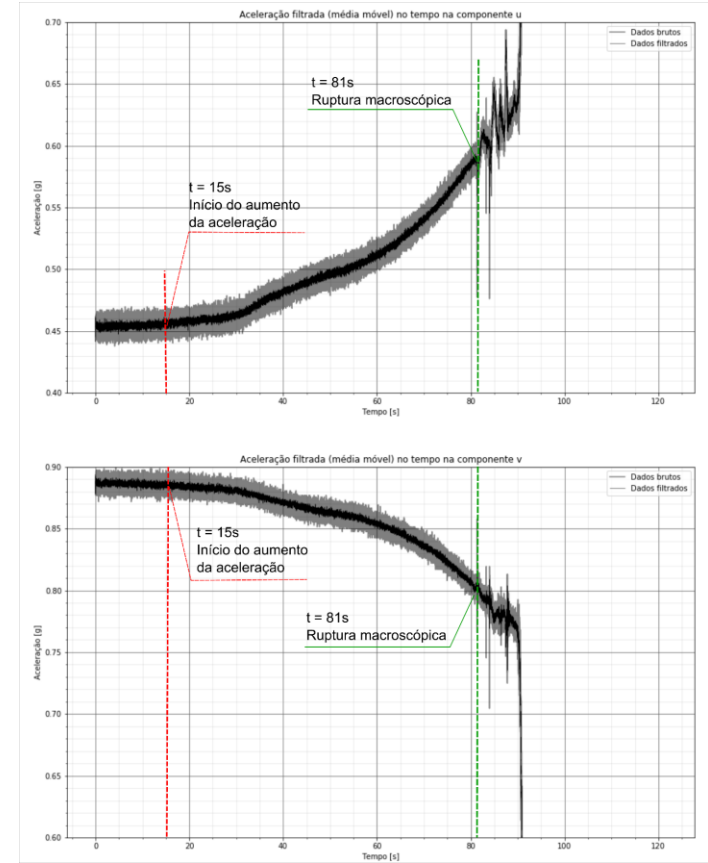 Aceleração filtrada (média móvel) no tempo na componente u
0.70
0.65
0.60
0.55
0.50
0.45
0.40
Aceleração [g]
Dados brutos
Dados filtrados
t = 81s
Ruptura macroscópica
t = 15s
Início do aumento
da aceleração
0
20
40
60
80
100
120
Tempo [s]
Aceleração filtrada (média móvel) no tempo na componente v
0.90
0.85
0.80
0.75
0.70
0.65
0.60
Aceleração [g]
Dados brutos
Dados filtrados
t = 15s
Início do aumento
da aceleração
t = 81s
Ruptura macroscópica
0
20
40
60
80
100
120
Tempo [s]